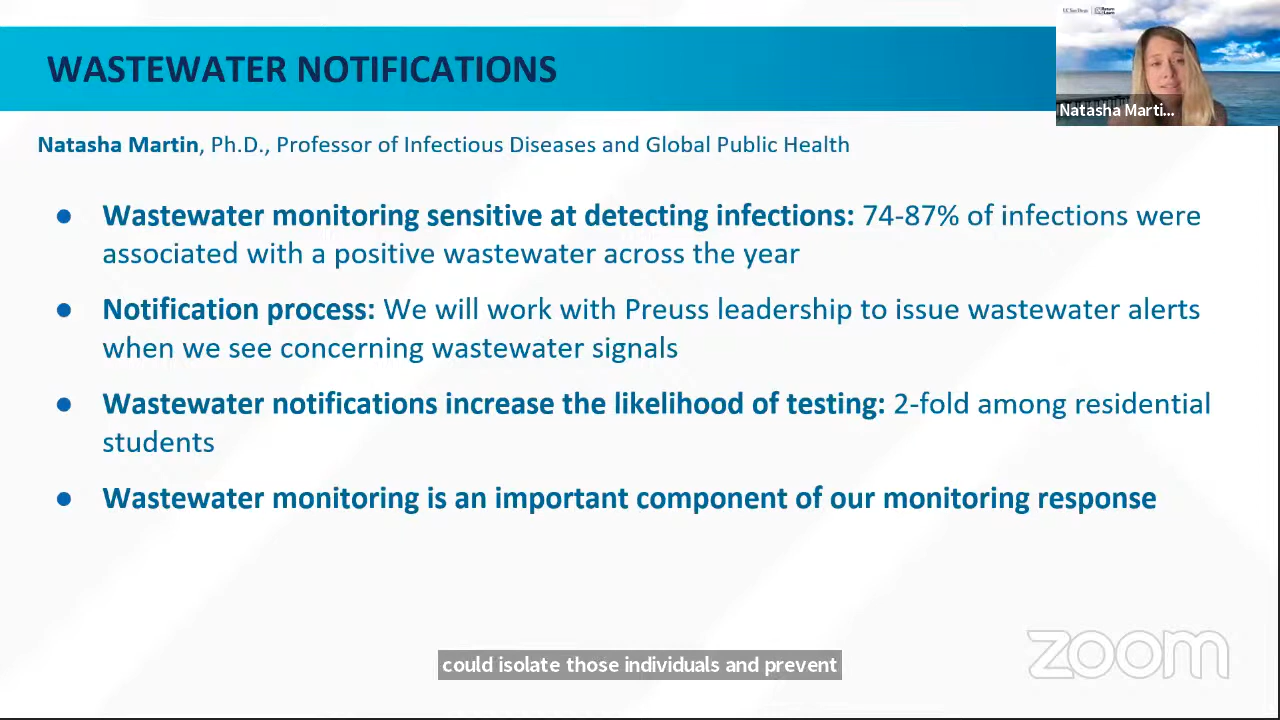 WASTEWATER NOTIFICATIONS
Natasha Marti...
Natasha Martin, Ph.D., Professor of Infectious Diseases and Global Public Health
● Wastewater monitoring sensitive at detecting infections: 74-87% of infections were
associated with a positive wastewater across the year
● Notification process: We will work with Preuss leadership to issue wastewater alerts
when we see concerning wastewater signals
● Wastewater notifications increase the likelihood of testing: 2-fold among residential
students
● Wastewater monitoring is an important component of our monitoring response
could isolate those individuals and prevent
zoom